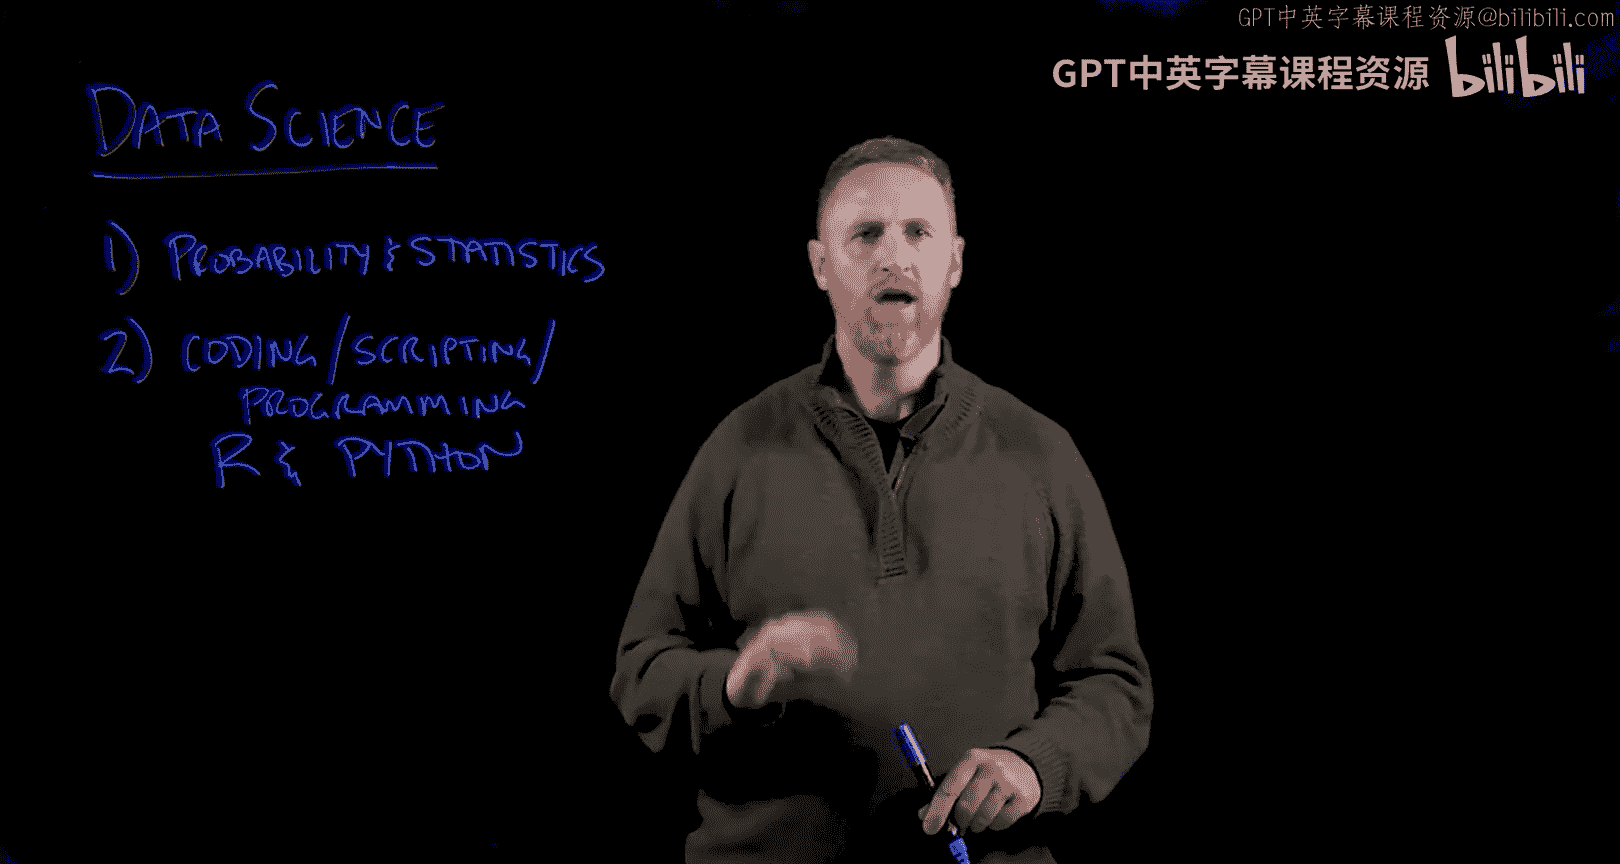 GPT中英字幕课程资源@bilibili.com
GPT中英字幕课程资源 bilibili
DATA SCIENCE
1) PROBABILITY & STATISTICS
2) CODING/SCRIPTING/
PROGRAMMING
R & PYTHON